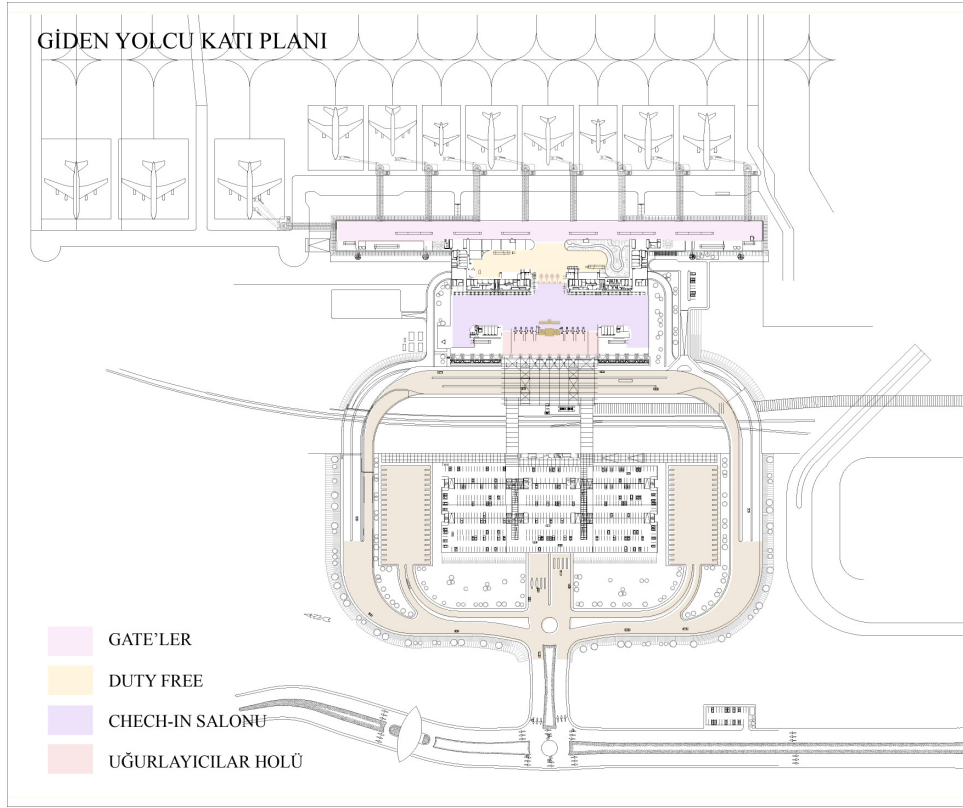 GİDEN YOLCU KATI PLANI
GATE’LER
DUTY FREE
CHECH-IN SALONU
UĞURLAYICILAR HOLÜ